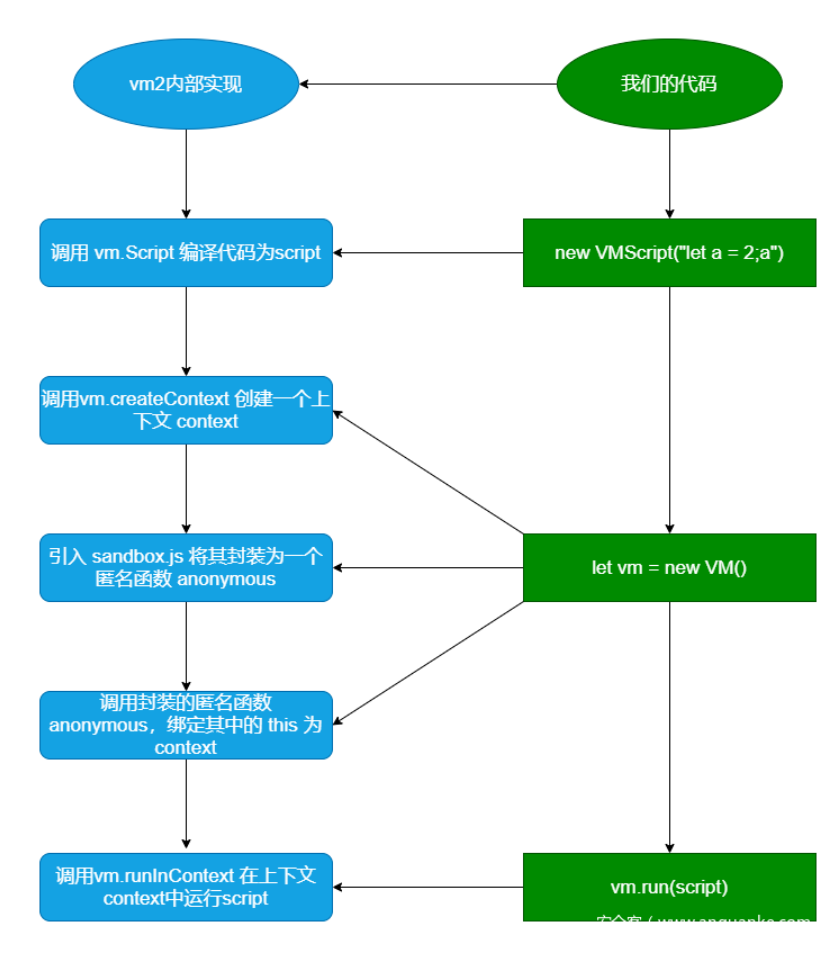 vm2内部实现
我们的代码
调用 vm.Script 编译代码为script
new VMScript("let a = 2;a")
调用vm.createContext 创建一个上
下文 context
引入 sandbox.js 将其封装为一个
匿名函数 anonymous
let vm = new VM()
调用封装的匿名函数
anonymous，绑定其中的 this 为
context
调用vm.runInContext 在上下文
context中运行script
vm.run(script)
安全客 ( www.anquanke.com